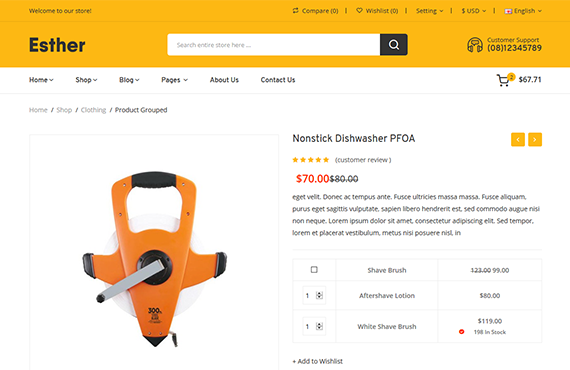 Welcome to our store!
Compare (0)
Wishlist (0)
Setting
$ USD
English
Esther
Search entire store here ...
Customer Support
(08)12345789
Home
Shop
Blog
Pages
About Us
Contact Us
2
$67.71
Home / Shop / Clothing / Product Grouped
300ft
Nonstick Dishwasher PFOA
(customer review )
$70.00 $80.00
eget velit. Donec ac tempus ante. Fusce ultricies massa massa. Fusce aliquam,
purus eget sagittis vulputate, sapien libero hendrerit est, sed commodo augue nisi
non neque. Lorem ipsum dolor sit amet, consectetur adipiscing elit. Sed tempor,
lorem et placerat vestibulum, metus nisi posuere nisl, in
Shave Brush
123.00 99.00
1
Aftershave Lotion
$80.00
1
White Shave Brush
$119.00
198 In Stock
+ Add to Wishlist